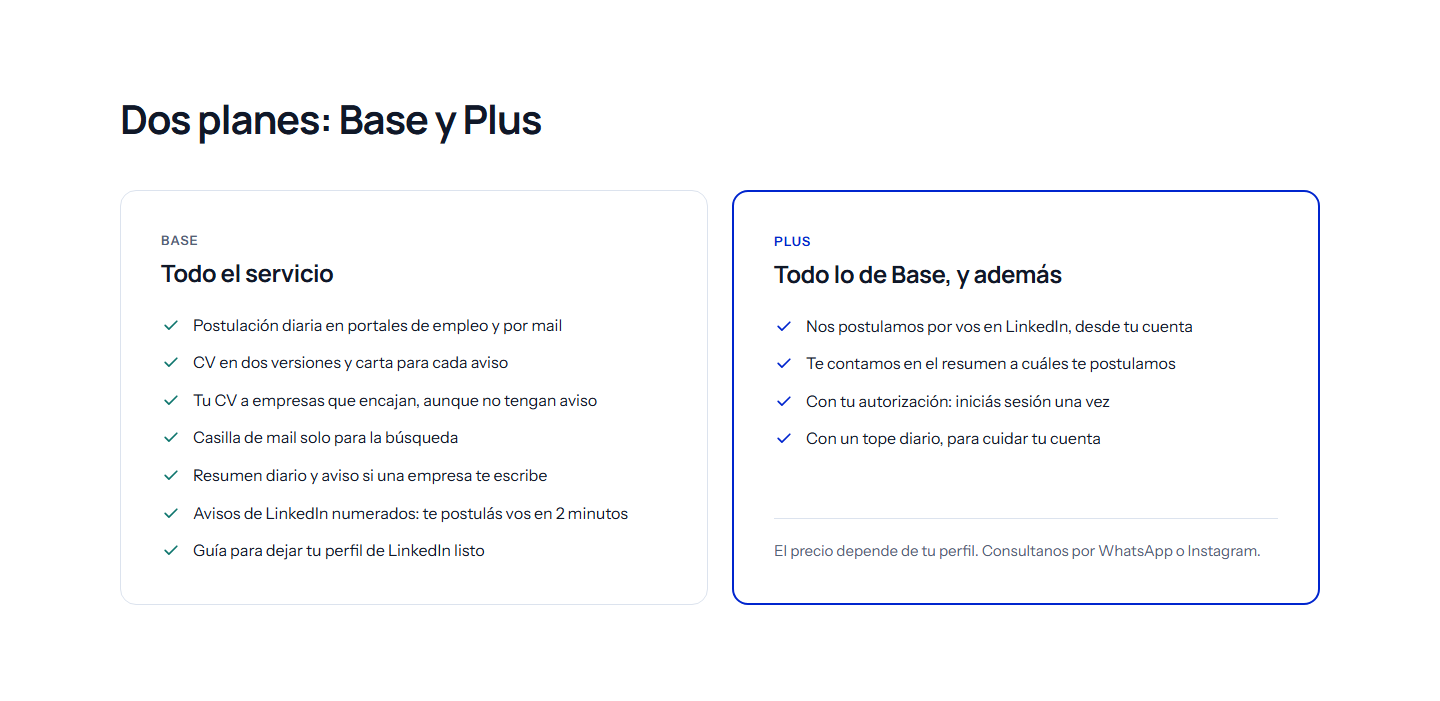 Dos planes: Base y Plus
BASE
Todo el servicio
Postulación diaria en portales de empleo y por mail
CV en dos versiones y carta para cada aviso
Tu CV a empresas que encajan, aunque no tengan aviso
Casilla de mail solo para la búsqueda
Resumen diario y aviso si una empresa te escribe
Avisos de LinkedIn numerados: te postulás vos en 2 minutos
Guía para dejar tu perfil de LinkedIn listo
PLUS
Todo lo de Base, y además
Nos postulamos por vos en LinkedIn, desde tu cuenta
Te contamos en el resumen a cuáles te postulamos
Con tu autorización: iniciás sesión una vez
Con un tope diario, para cuidar tu cuenta
El precio depende de tu perfil. Consultanos por WhatsApp o Instagram.